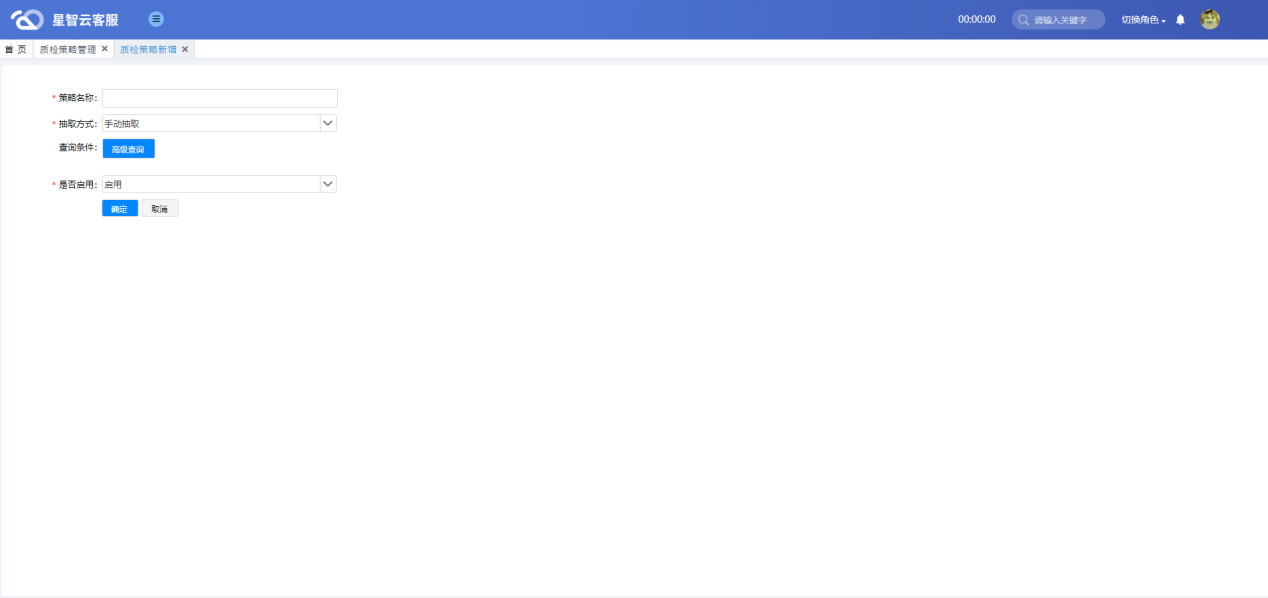 星智云客服
00:00:00
请输入关键字
切换角色
首 页
质检策略管理 ×
质检策略新增 ×
* 策略名称：
* 抽取方式： 手动抽取
查询条件： 高级查询
* 是否启用： 启用
确定 取消